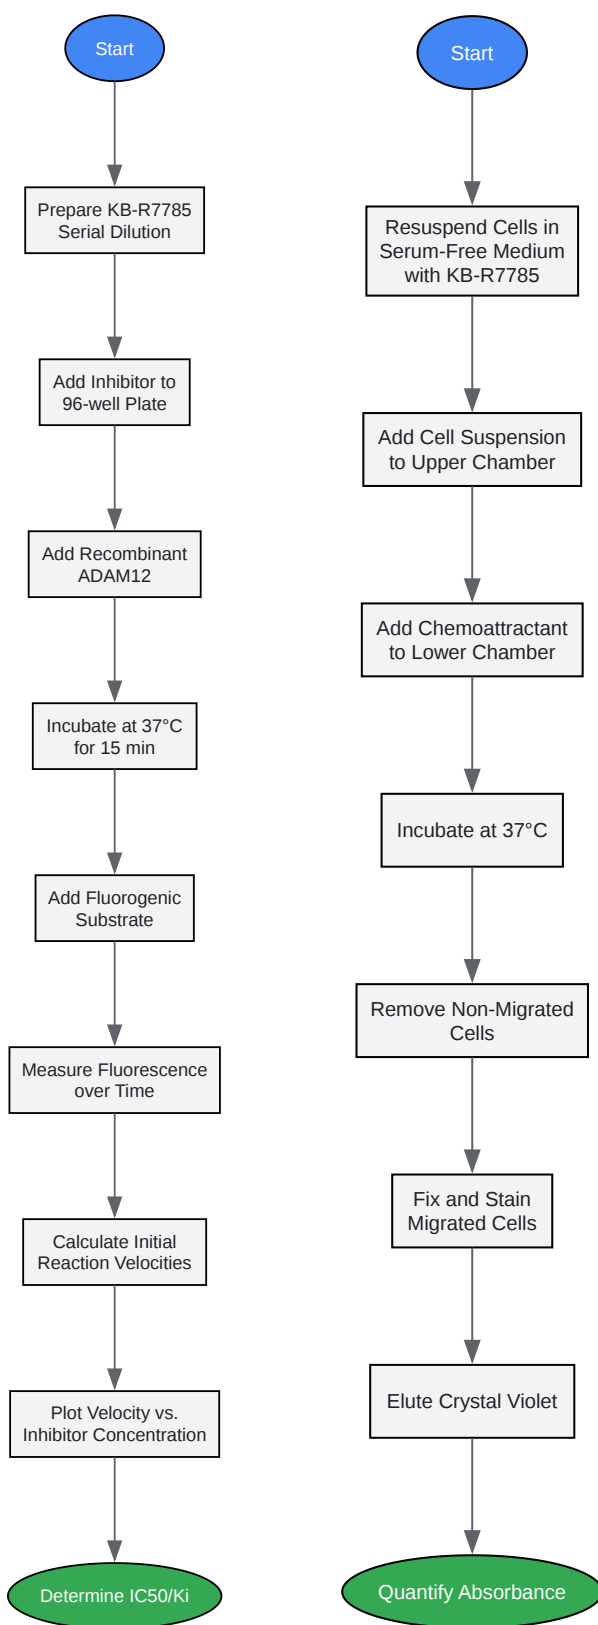 Start
Prepare KB-R7785
Serial Dilution
Add Inhibitor to
96-well Plate
Add Recombinant
ADAM12
Incubate at 37°C
for 15 min
Add Fluorogenic
Substrate
Measure Fluorescence
over Time
Calculate Initial
Reaction Velocities
Plot Velocity vs.
Inhibitor Concentration
Determine IC50/Ki
Start
Resuspend Cells in
Serum-Free Medium
with KB-R7785
Add Cell Suspension
to Upper Chamber
Add Chemoattractant
to Lower Chamber
Incubate at 37°C
Remove Non-Migrated
Cells
Fix and Stain
Migrated Cells
Elute Crystal Violet
Quantify Absorbance